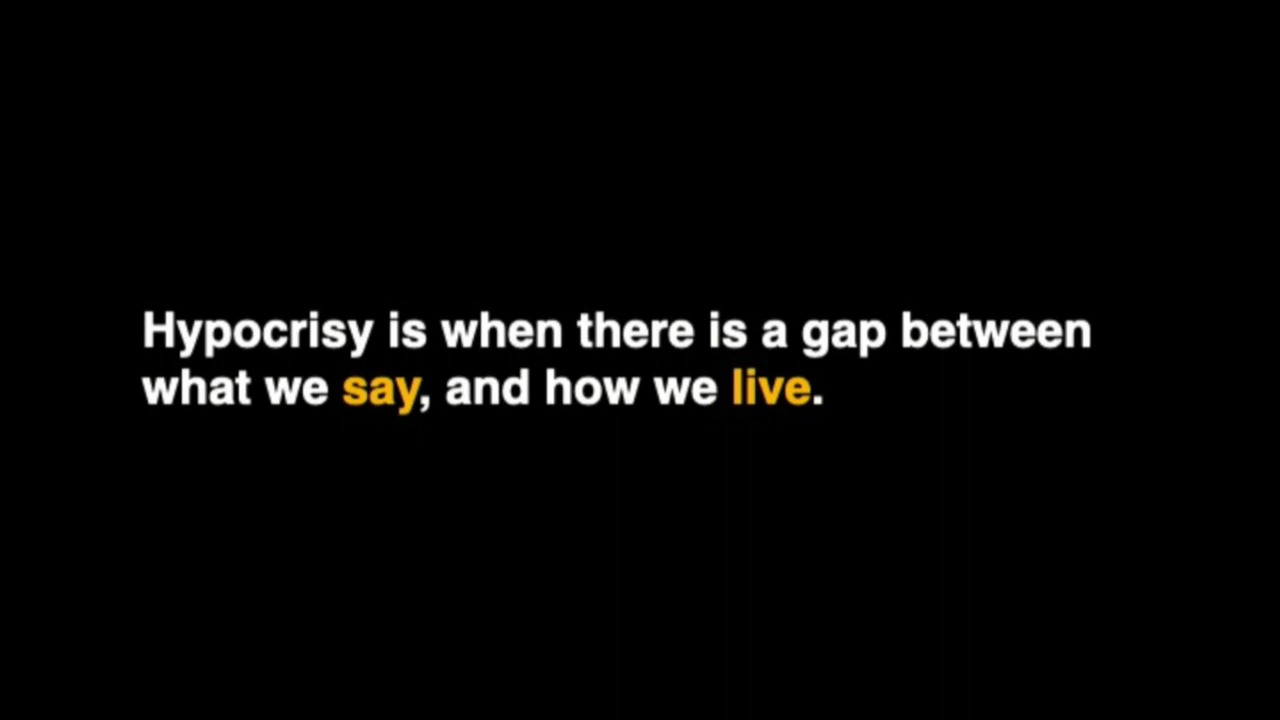 Hypocrisy is when there is a gap between
what we say, and how we live.